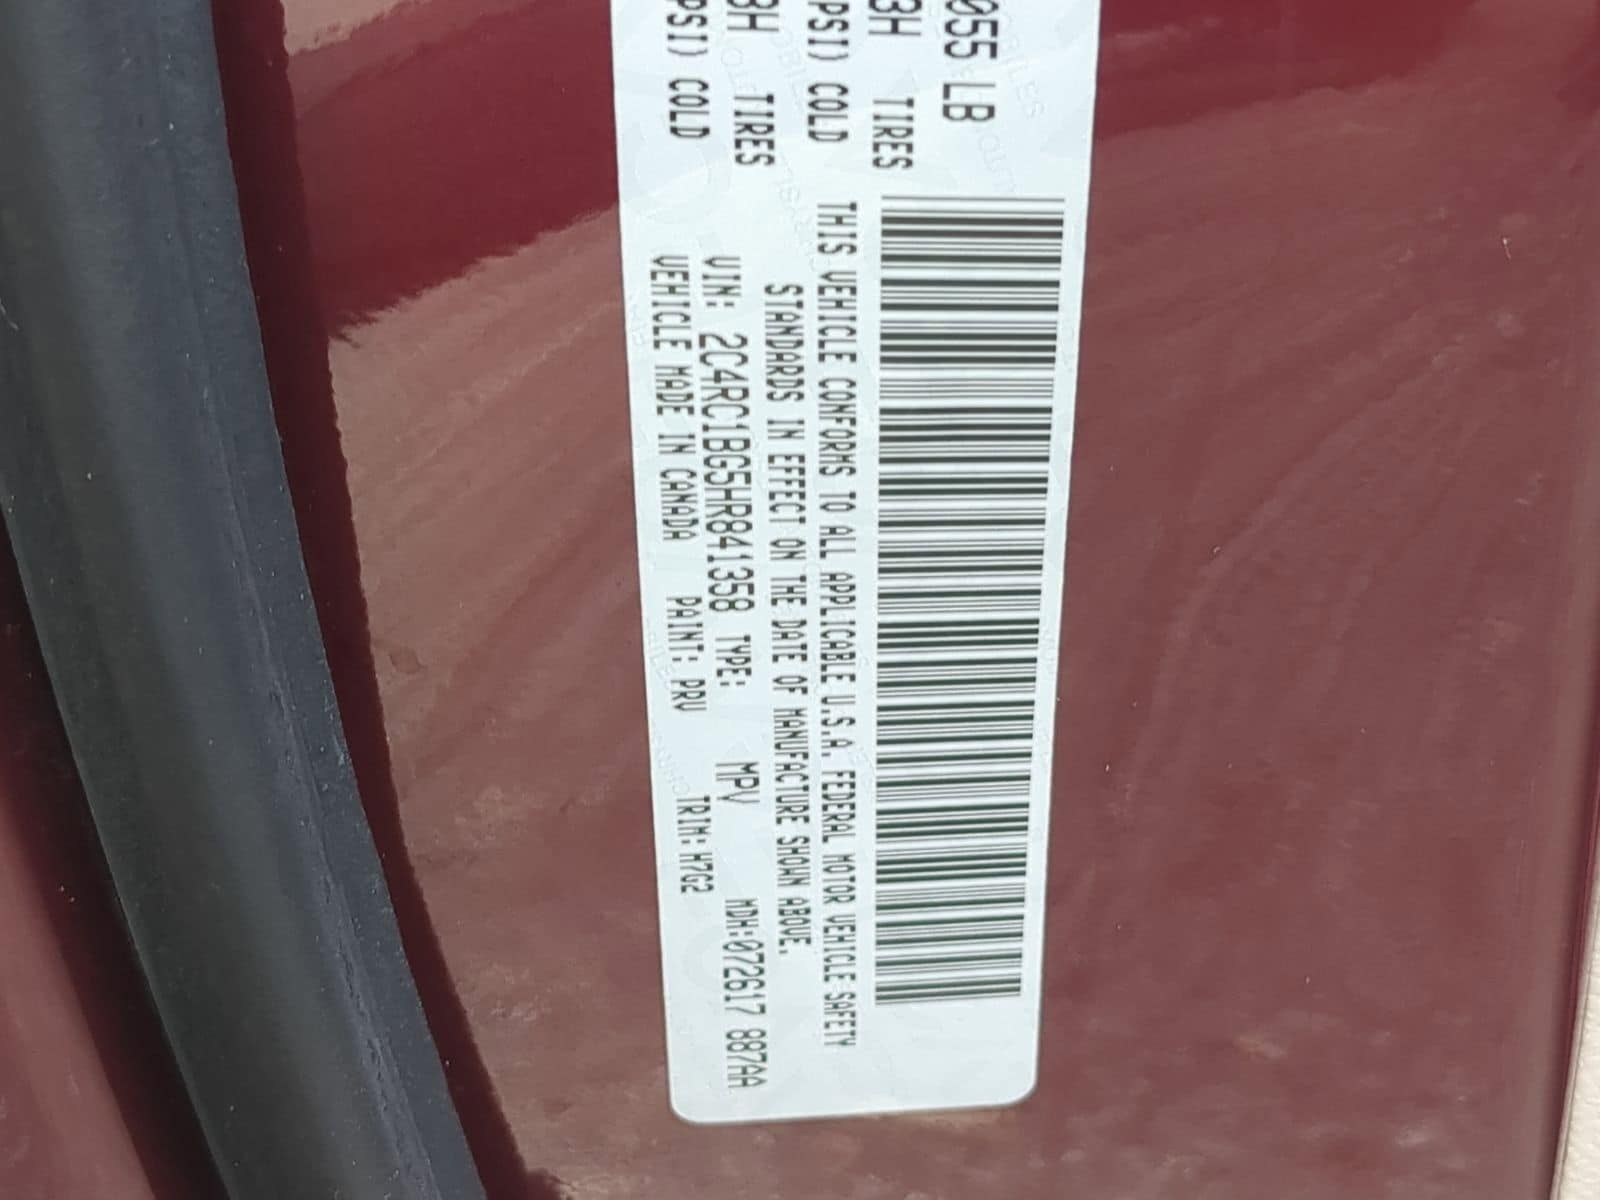 055 LB
3H TIRES
PSI) COLD
3H TIRES
PSI) COLD
THIS VEHICLE CONFORMS TO ALL APPLICABLE U.S.A. FEDERAL MOTOR VEHICLE SAFETY
STANDARDS IN EFFECT ON THE DATE OF MANUFACTURE SHOWN ABOVE.
VIN: 2C4RC1BG5HR841358 TYPE: MPV MDH:072617 887AA
VEHICLE MADE IN CANADA PAINT: PRV TRIM: M7G2